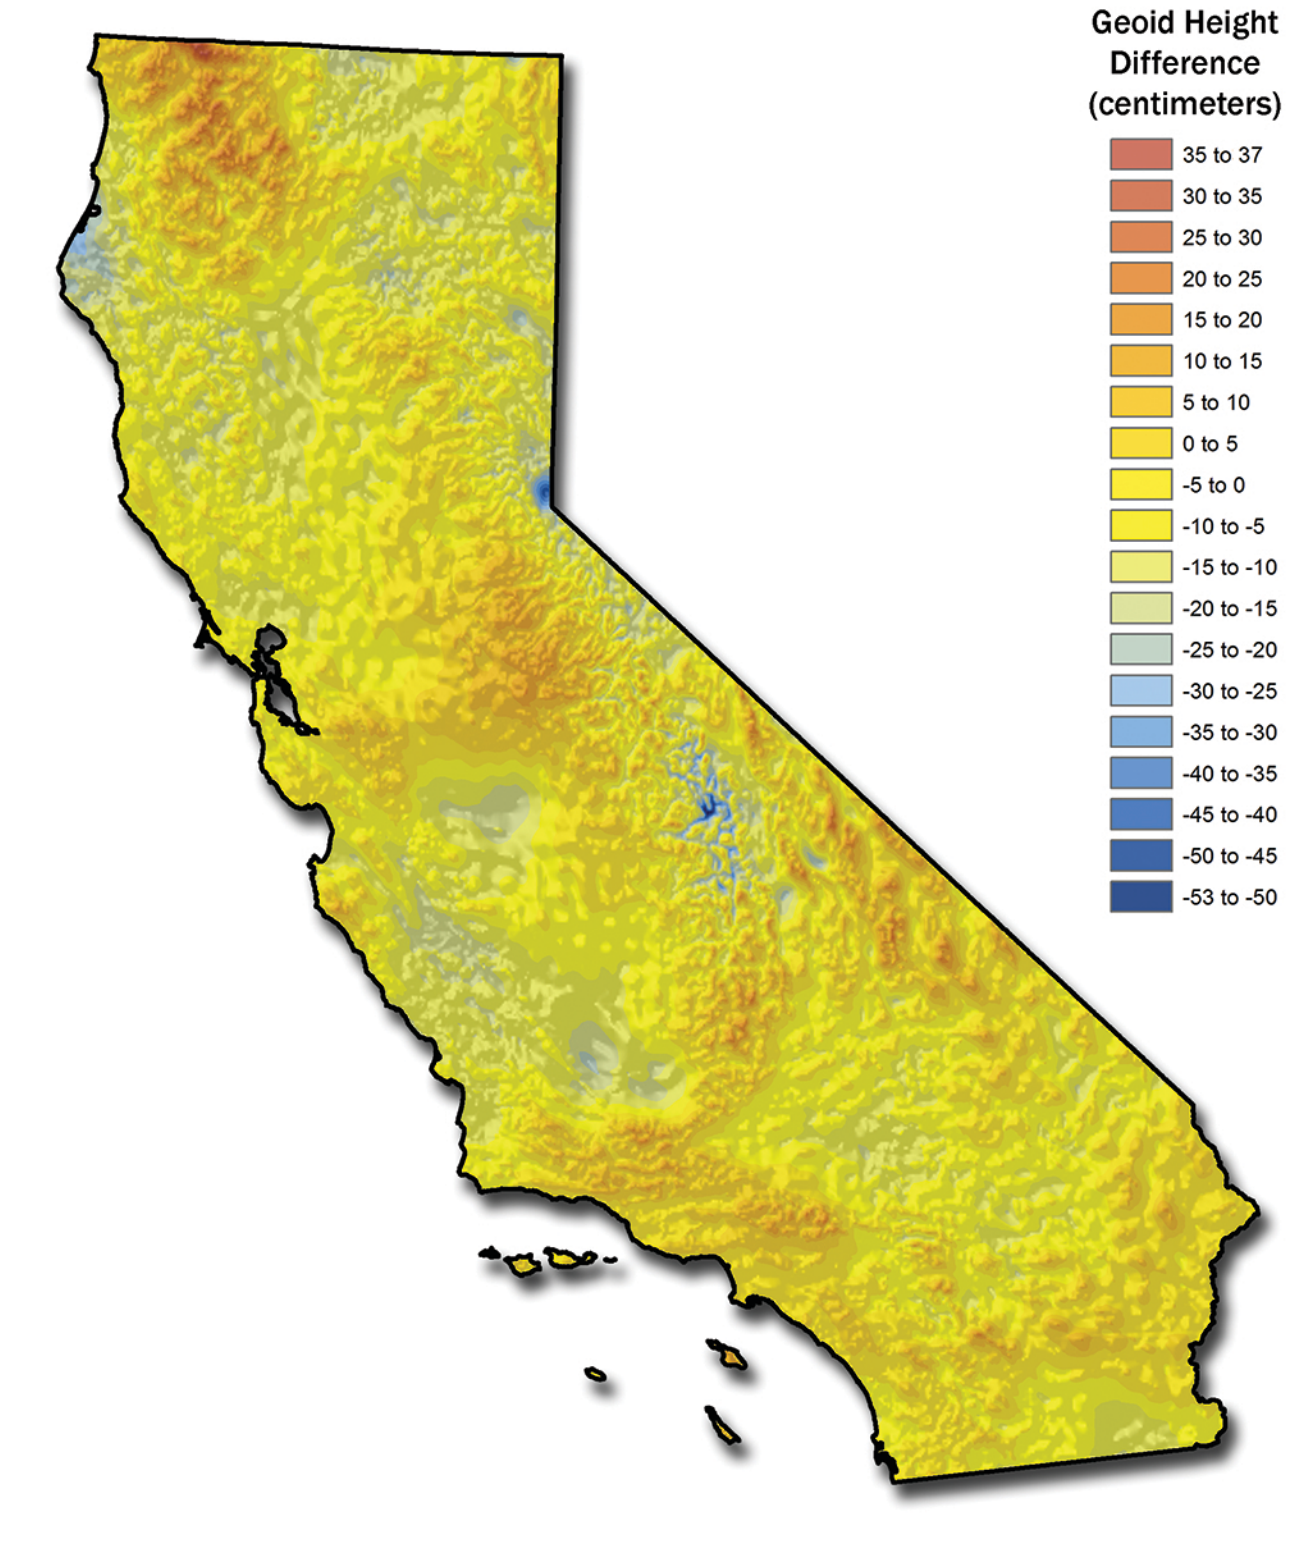 Geoid Height
Difference
(centimeters)
35 to 37
30 to 35
25 to 30
20 to 25
15 to 20
10 to 15
5 to 10
0 to 5
-5 to 0
-10 to -5
-15 to -10
-20 to -15
-25 to -20
-30 to -25
-35 to -30
-40 to -35
-45 to -40
-50 to -45
-53 to -50